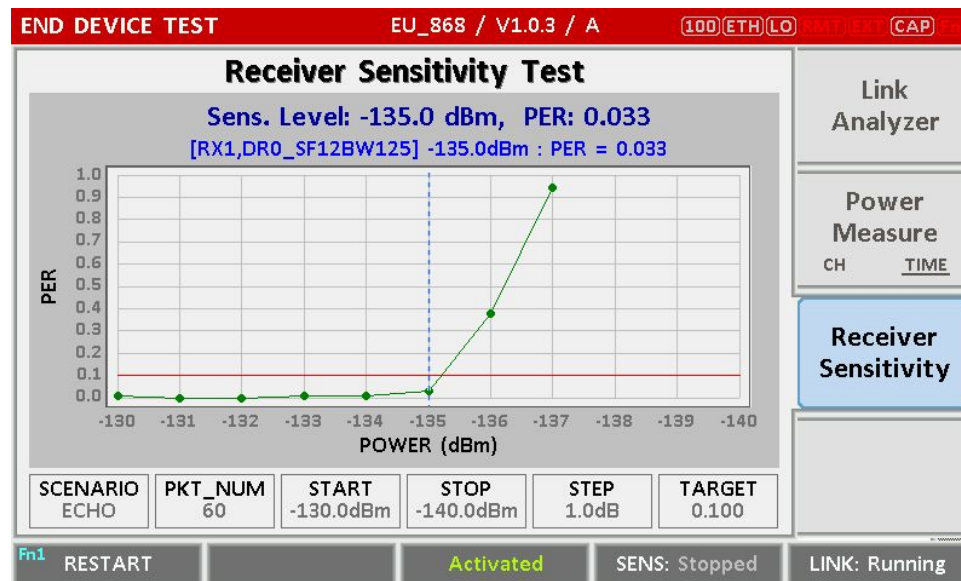 END DEVICE TEST EU_868 / V1.0.3 / A 100 ETH LO RMT EXT CAP
Receiver Sensitivity Test
Sens. Level: -135.0 dBm, PER: 0.033
[RX1,DR0_SF12BW125] -135.0dBm : PER = 0.033
1.0
0.9
0.8
0.7
0.6
0.5
0.4
0.3
0.2
0.1
0.0
PER
-130 -131 -132 -133 -134 -135 -136 -137 -138 -139 -140
POWER (dBm)
SCENARIO PKT_NUM START STOP STEP TARGET
ECHO 60 -130.0dBm -140.0dBm 1.0dB 0.100
Link
Analyzer
Power
Measure
CH TIME
Receiver
Sensitivity
Fn1 RESTART Activated SENS: Stopped LINK: Running